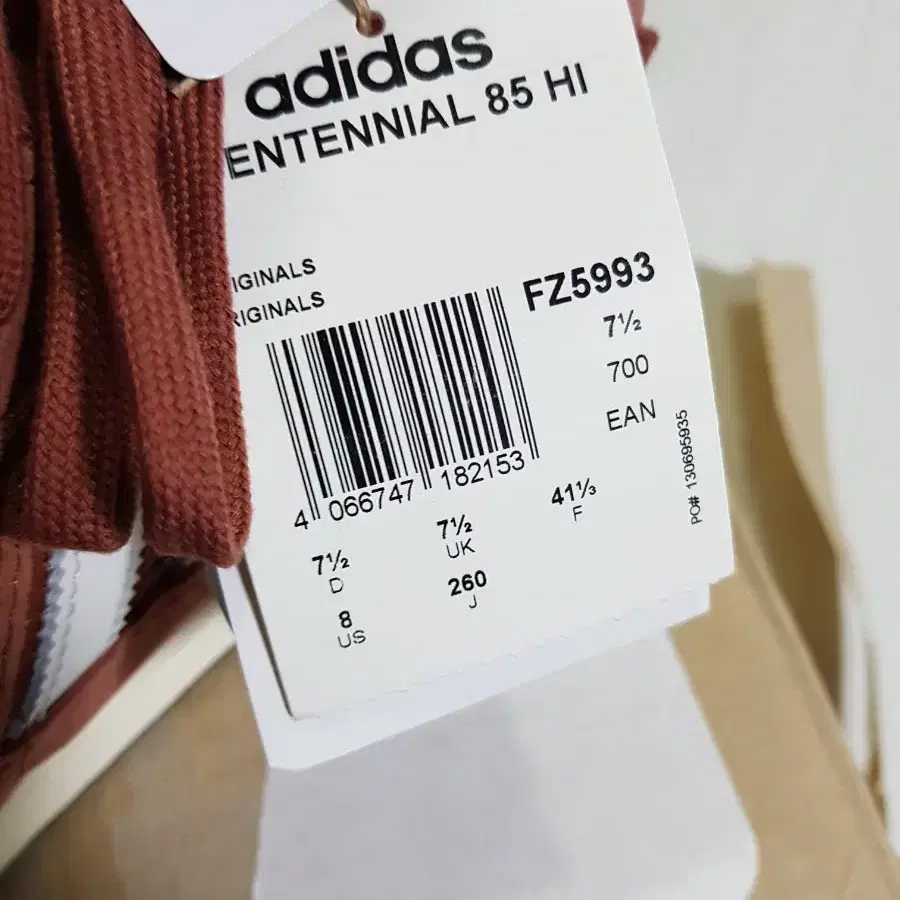 adidas
ENTENNIAL 85 HI
IGINALS
RIGINALS
FZ5993
7½
700
EAN
4 066747 182153
PO# 130695935
7½ 7½ 41⅓
D UK F
8 260
US J